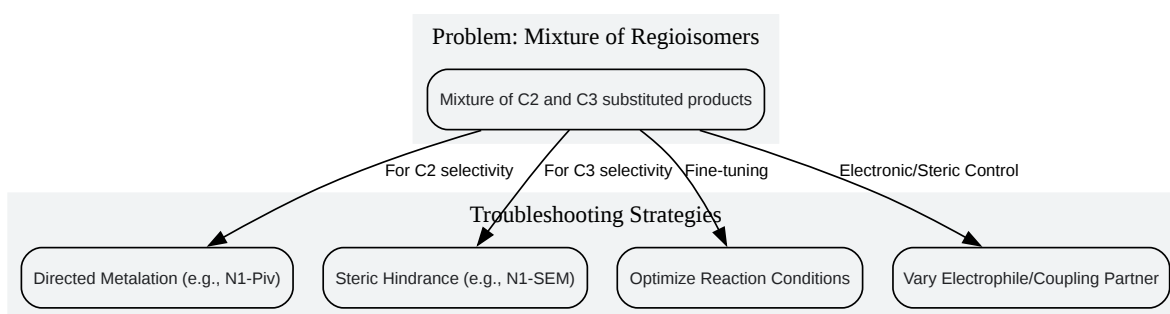 Problem: Mixture of Regioisomers
Mixture of C2 and C3 substituted products
For C2 selectivity
For C3 selectivity
Fine-tuning
Electronic/Steric Control
Troubleshooting Strategies
Directed Metalation (e.g., N1-Piv)
Steric Hindrance (e.g., N1-SEM)
Optimize Reaction Conditions
Vary Electrophile/Coupling Partner